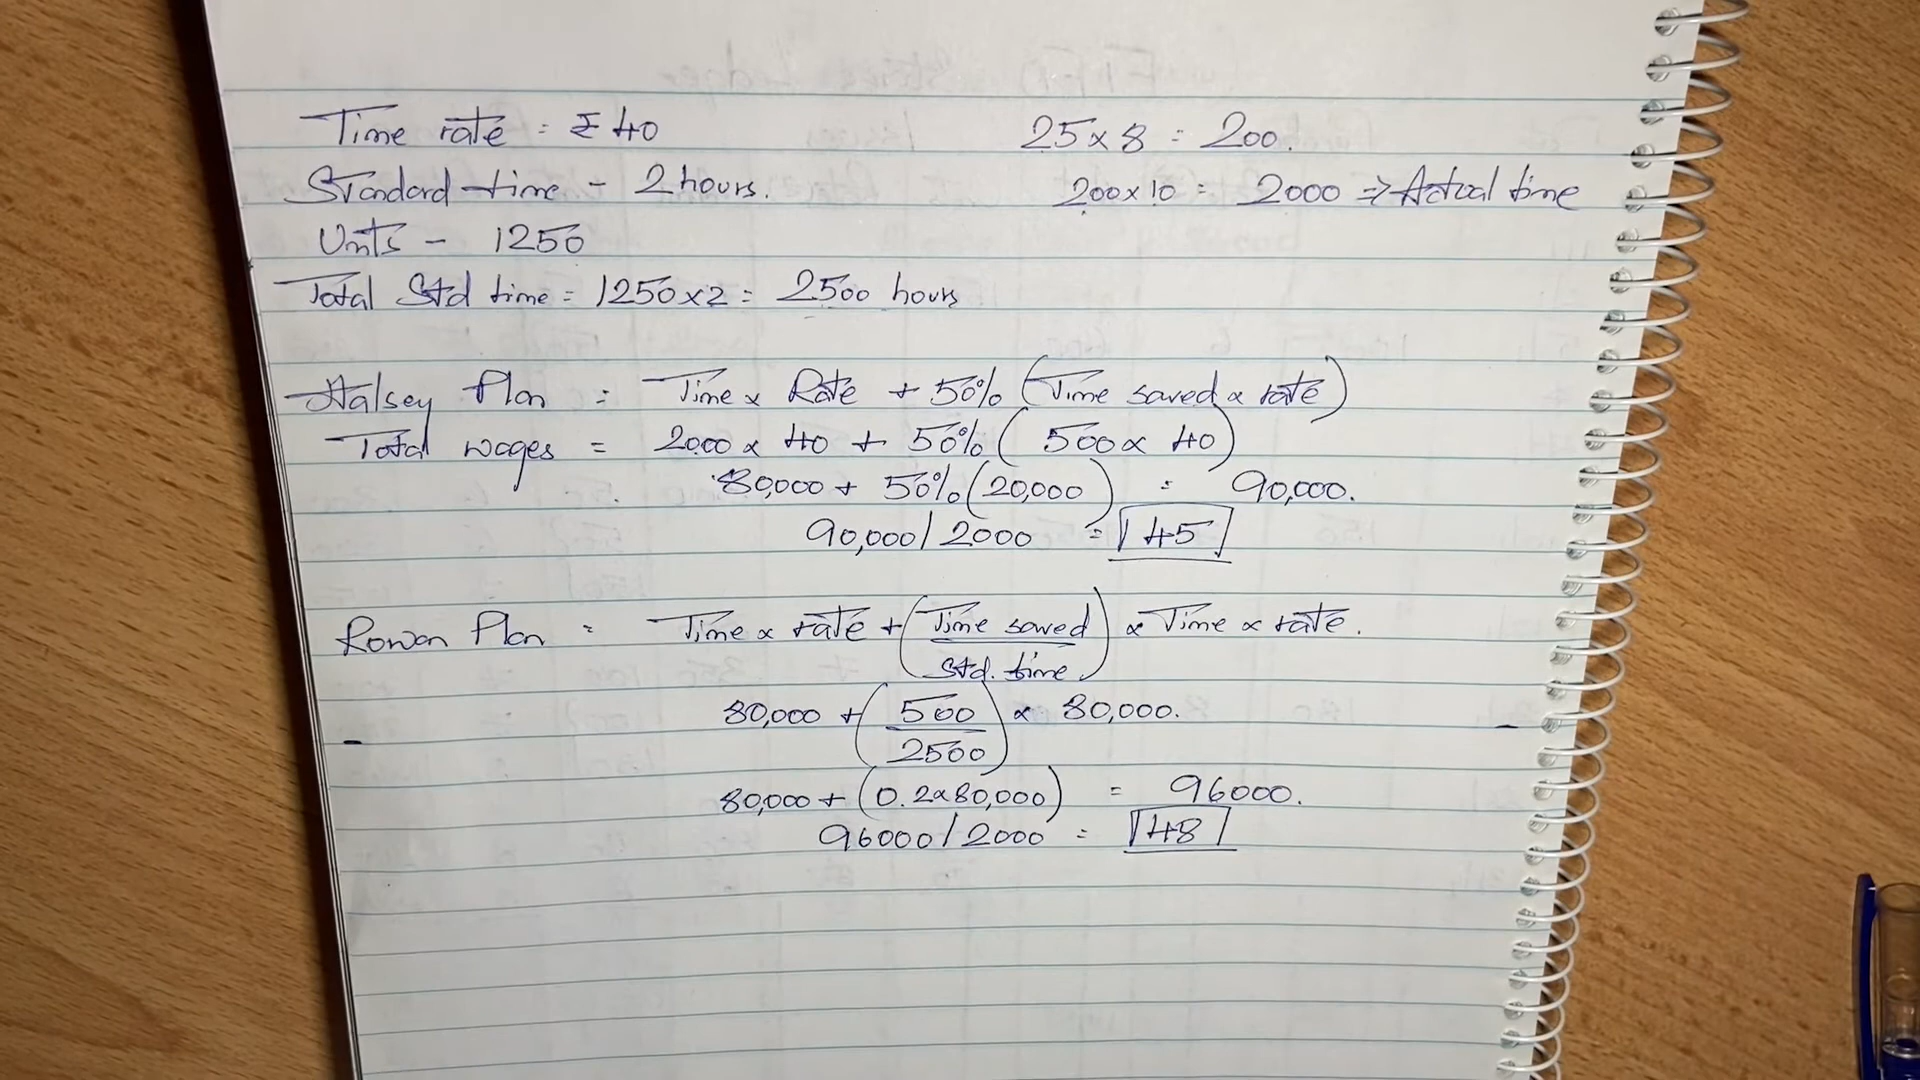 Time rate = ₹ 40
25 x 8 = 200.
Standard time - 2 hours.
200 x 10 = 2000 => Actual time
Units - 1250
Total Std time = 1250 x 2 = 2500 hours
Halsey Plan = Time x Rate + 50% (Time saved x rate)
Total wages = 2000 x 40 + 50% (500 x 40)
80,000 + 50% (20,000) = 90,000.
90,000/2000 = 45
Rowan Plan = Time x rate + (Time saved / Std. time) x Time x rate.
80,000 + (500 / 2500) x 80,000.
80,000 + (0.2 x 80,000) = 96000.
96000/2000 = 48